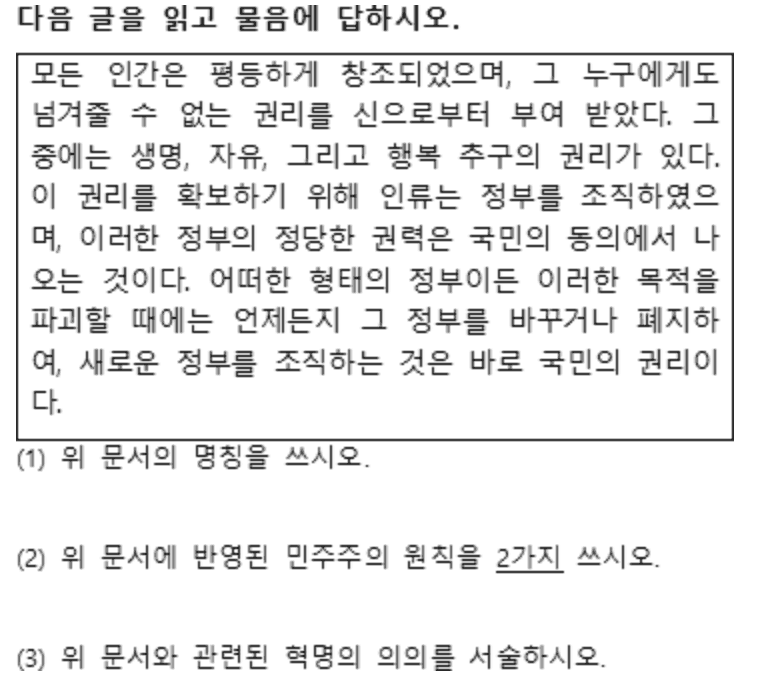 다음 글을 읽고 물음에 답하시오.
모든 인간은 평등하게 창조되었으며, 그 누구에게도
넘겨줄 수 없는 권리를 신으로부터 부여 받았다. 그
중에는 생명, 자유, 그리고 행복 추구의 권리가 있다.
이 권리를 확보하기 위해 인류는 정부를 조직하였으
며, 이러한 정부의 정당한 권력은 국민의 동의에서 나
오는 것이다. 어떠한 형태의 정부이든 이러한 목적을
파괴할 때에는 언제든지 그 정부를 바꾸거나 폐지하
여, 새로운 정부를 조직하는 것은 바로 국민의 권리이
다.
(1) 위 문서의 명칭을 쓰시오.
(2) 위 문서에 반영된 민주주의 원칙을 2가지 쓰시오.
(3) 위 문서와 관련된 혁명의 의의를 서술하시오.